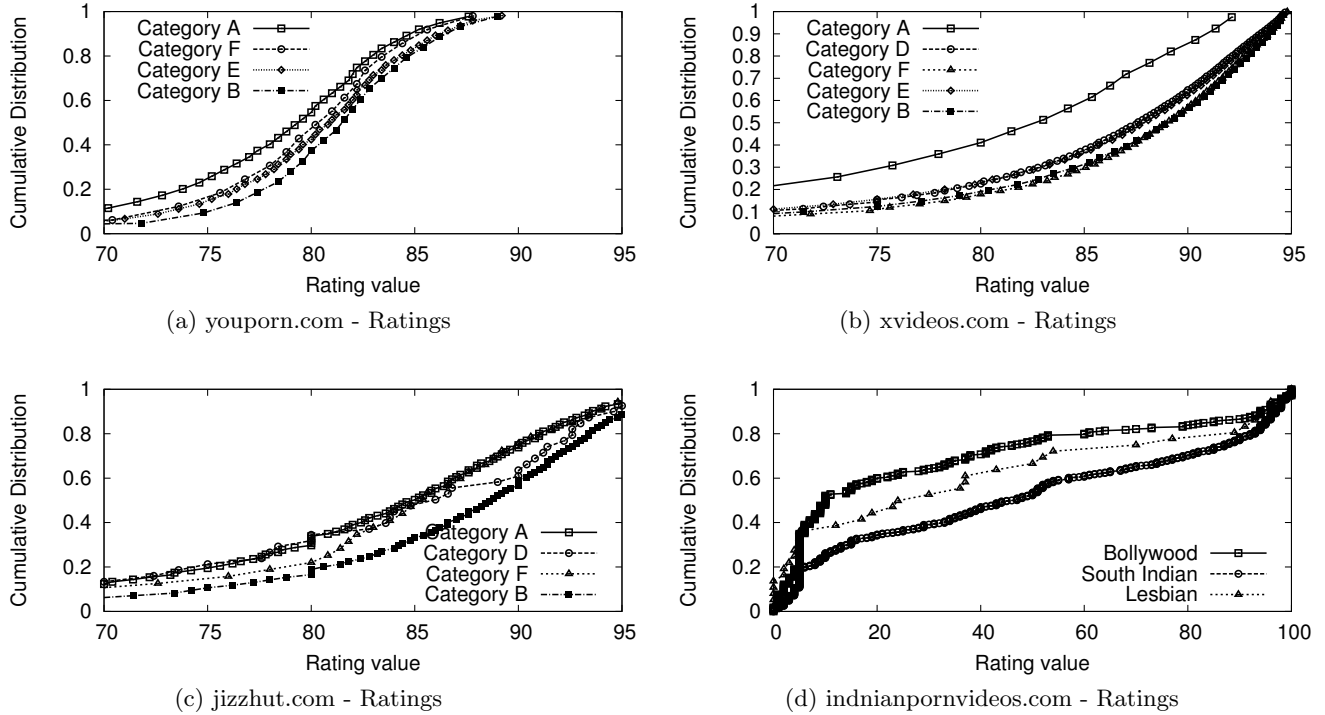 1
0.8
0.6
0.4
0.2
0
70
75
80
85
90
95
Cumulative Distribution
Rating value
Category A
Category F
Category E
Category B
(a) youporn.com - Ratings
1
0.9
0.8
0.7
0.6
0.5
0.4
0.3
0.2
0.1
0
70
75
80
85
90
95
Cumulative Distribution
Rating value
Category A
Category D
Category F
Category E
Category B
(b) xvideos.com - Ratings
1
0.8
0.6
0.4
0.2
0
70
75
80
85
90
95
Cumulative Distribution
Rating value
Category A
Category D
Category F
Category B
(c) jizzhut.com - Ratings
1
0.8
0.6
0.4
0.2
0
0
20
40
60
80
100
Cumulative Distribution
Rating value
Bollywood
South Indian
Lesbian
(d) indnianpornvideos.com - Ratings